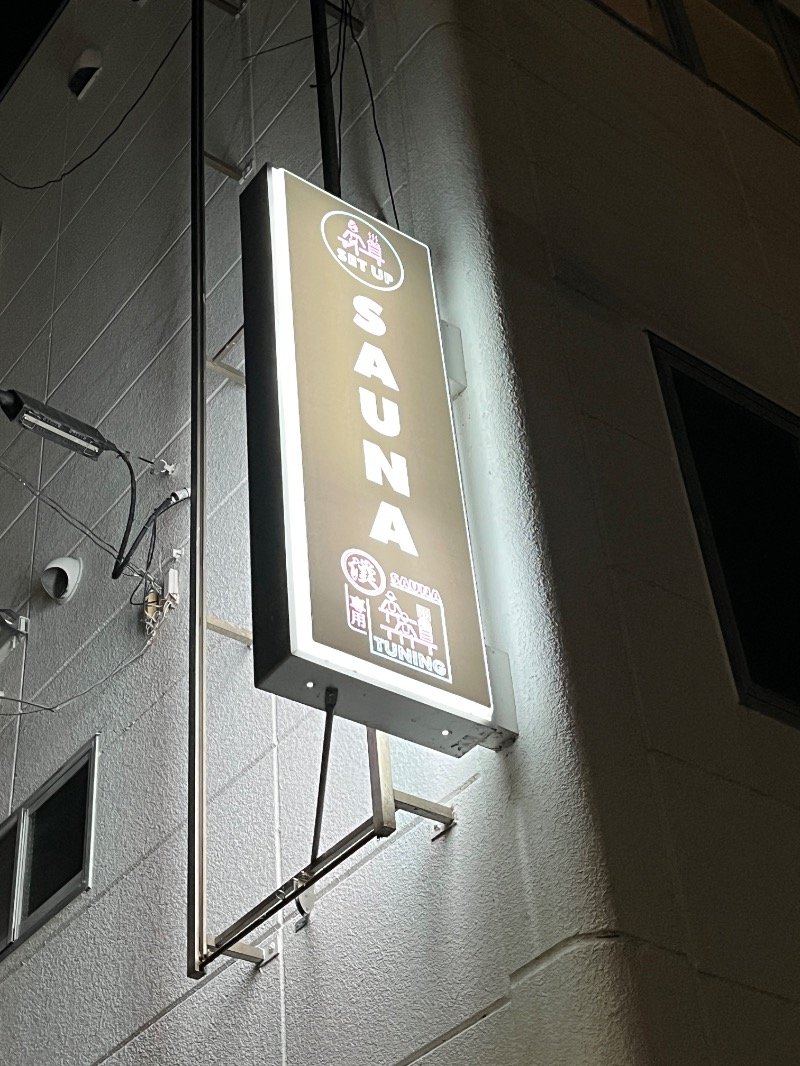 SET UP
SAUNA
漢
専用
SAUNA
TUNING